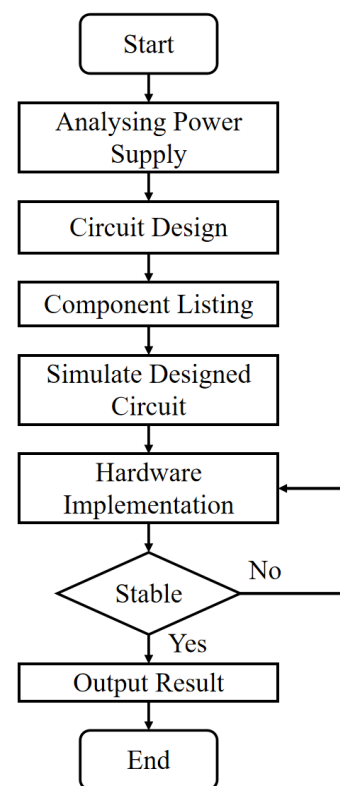 Start
Analysing Power
Supply
Circuit Design
Component Listing
Simulate Designed
Circuit
Hardware
Implementation
Stable
No
Yes
Output Result
End